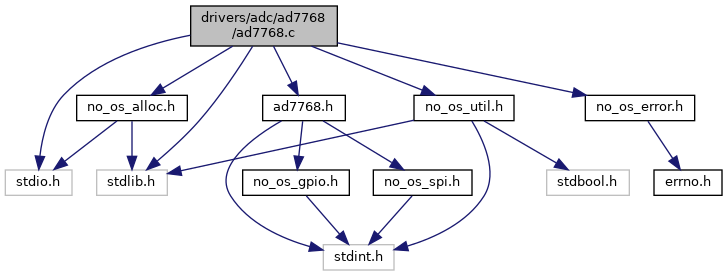 drivers/adc/ad7768
/ad7768.c
no_os_alloc.h
ad7768.h
no_os_util.h
no_os_error.h
stdio.h
stdlib.h
no_os_gpio.h
no_os_spi.h
stdbool.h
errno.h
stdint.h